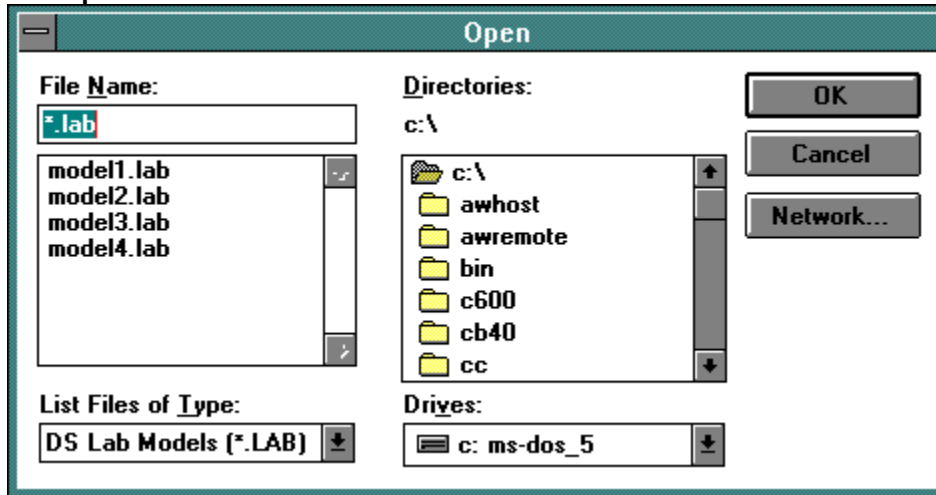 Open
File Name:
*.lab
model1.lab
model2.lab
model3.lab
model4.lab
List Files of Type:
DS Lab Models (*.LAB)
Directories:
c:\
c:\
awhost
awremote
bin
c600
cb40
cc
Drives:
c: ms-dos_5
OK
Cancel
Network...